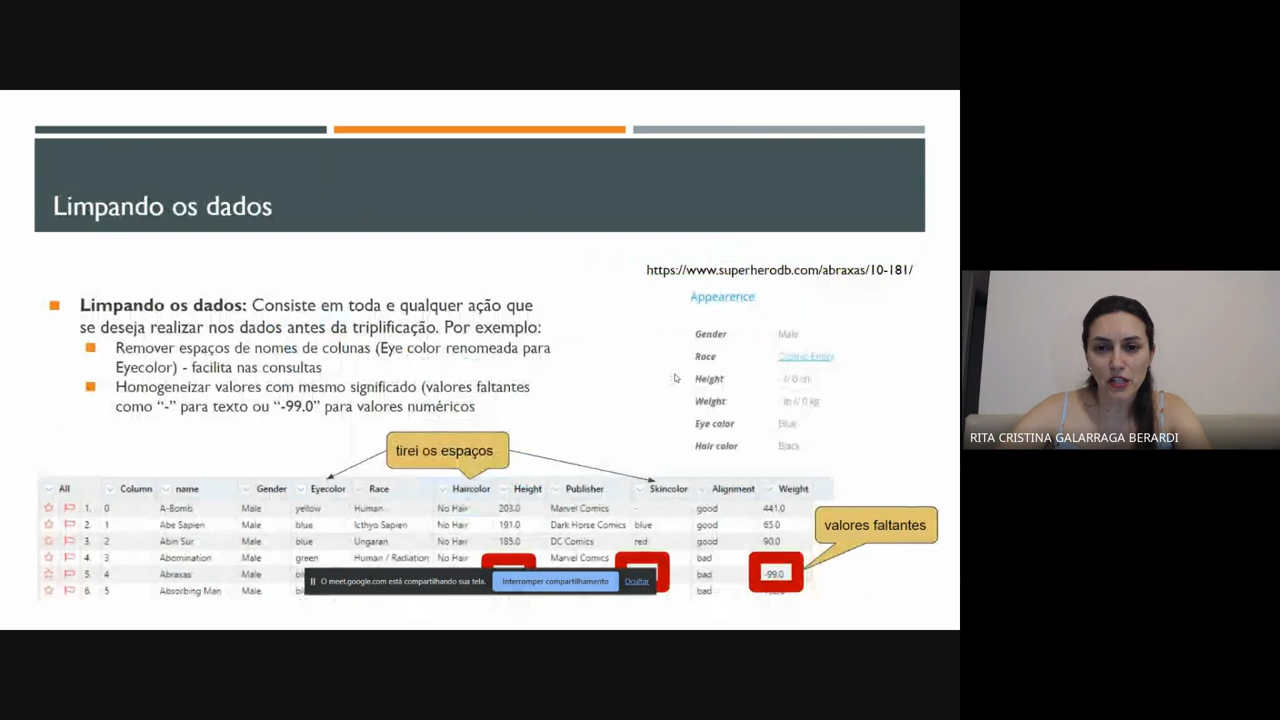 Limpando os dados
https://www.superherodb.com/abraxas/10-181/
Limpando os dados: Consiste em toda e qualquer ação que
se deseja realizar nos dados antes da triplificação. Por exemplo:
Remover espaços de nomes de colunas (Eye color renomeada para
Eyecolor) - facilita nas consultas
Homogeneizar valores com mesmo significado (valores faltantes
como “-” para texto ou “-99.0” para valores numéricos
Appearence
Gender Male
Race Cosmic Entity
Height - // 0 cm
Weight - lb // 0 kg
Eye color Blue
Hair color Black
RITA CRISTINA GALARRAGA BERARDI
tirei os espaços
All Column name Gender Eyecolor Race Haircolor Height Publisher Skincolor Alignment Weight
1. 0 A-Bomb Male yellow Human No Hair 203.0 Marvel Comics - good 441.0
2. 1 Abe Sapien Male blue Icthyo Sapien No Hair 191.0 Dark Horse Comics blue good 65.0
3. 2 Abin Sur Male blue Ungaran No Hair 185.0 DC Comics red good 90.0
4. 3 Abomination Male green Human / Radiation No Hair Marvel Comics bad
5. 4 Abraxas Male bad -99.0
6. 5 Absorbing Man Male bad
valores faltantes
O meet.google.com está compartilhando sua tela. Interromper compartilhamento Ocultar